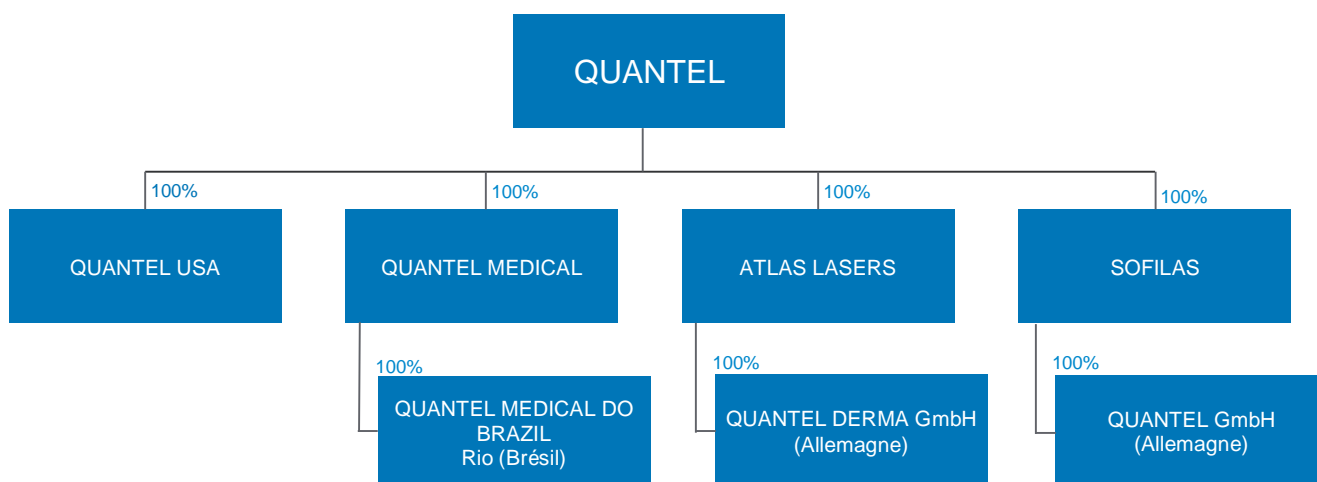 QUANTEL
100%
100%
100%
100%
QUANTEL USA
QUANTEL MEDICAL
ATLAS LASERS
SOFILAS
100%
100%
100%
QUANTEL MEDICAL DO
BRAZIL
Rio (Brésil)
QUANTEL DERMA GmbH
(Allemagne)
QUANTEL GmbH
(Allemagne)